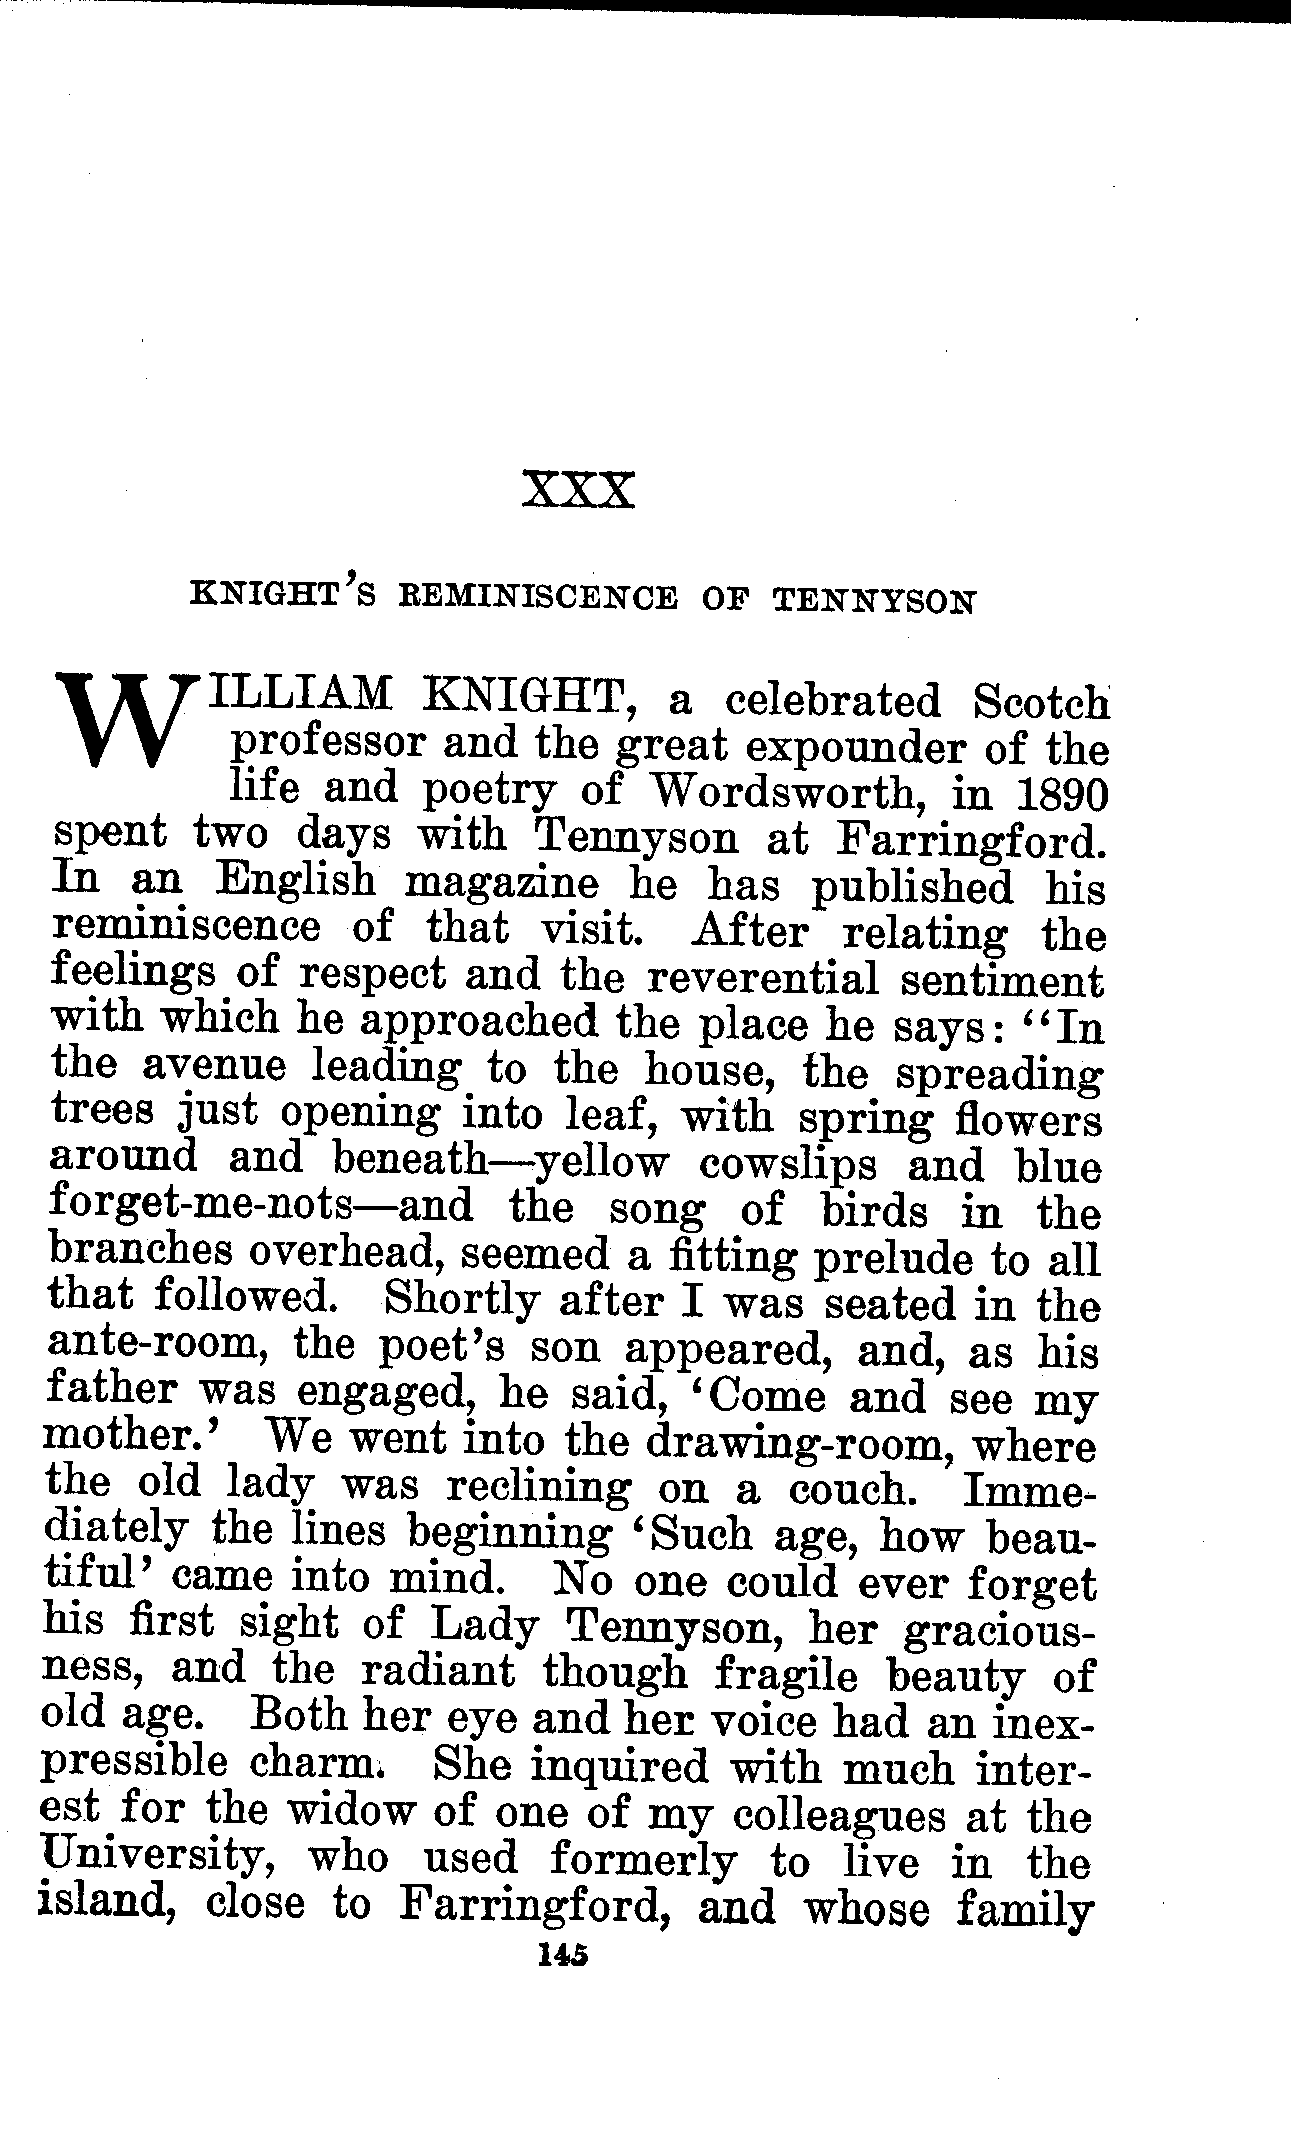 XXX
KNIGHT'S REMINISCENCE OF TENNYSON
WILLIAM KNIGHT, a celebrated Scotch
professor and the great expounder of the
life and poetry of Wordsworth, in 1890
spent two days with Tennyson at Farringford.
In an English magazine he has published his
reminiscence of that visit. After relating the
feelings of respect and the reverential sentiment
with which he approached the place he says: "In
the avenue leading to the house, the spreading
trees just opening into leaf, with spring flowers
around and beneath—yellow cowslips and blue
forget-me-nots—and the song of birds in the
branches overhead, seemed a fitting prelude to all
that followed. Shortly after I was seated in the
ante-room, the poet's son appeared, and, as his
father was engaged, he said, 'Come and see my
mother.' We went into the drawing-room, where
the old lady was reclining on a couch. Imme-
diately the lines beginning 'Such age, how beau-
tiful' came into mind. No one could ever forget
his first sight of Lady Tennyson, her gracious-
ness, and the radiant though fragile beauty of
old age. Both her eye and her voice had an inex-
pressible charm. She inquired with much inter-
est for the widow of one of my colleagues at the
University, who used formerly to live in the
island, close to Farringford, and whose family
145